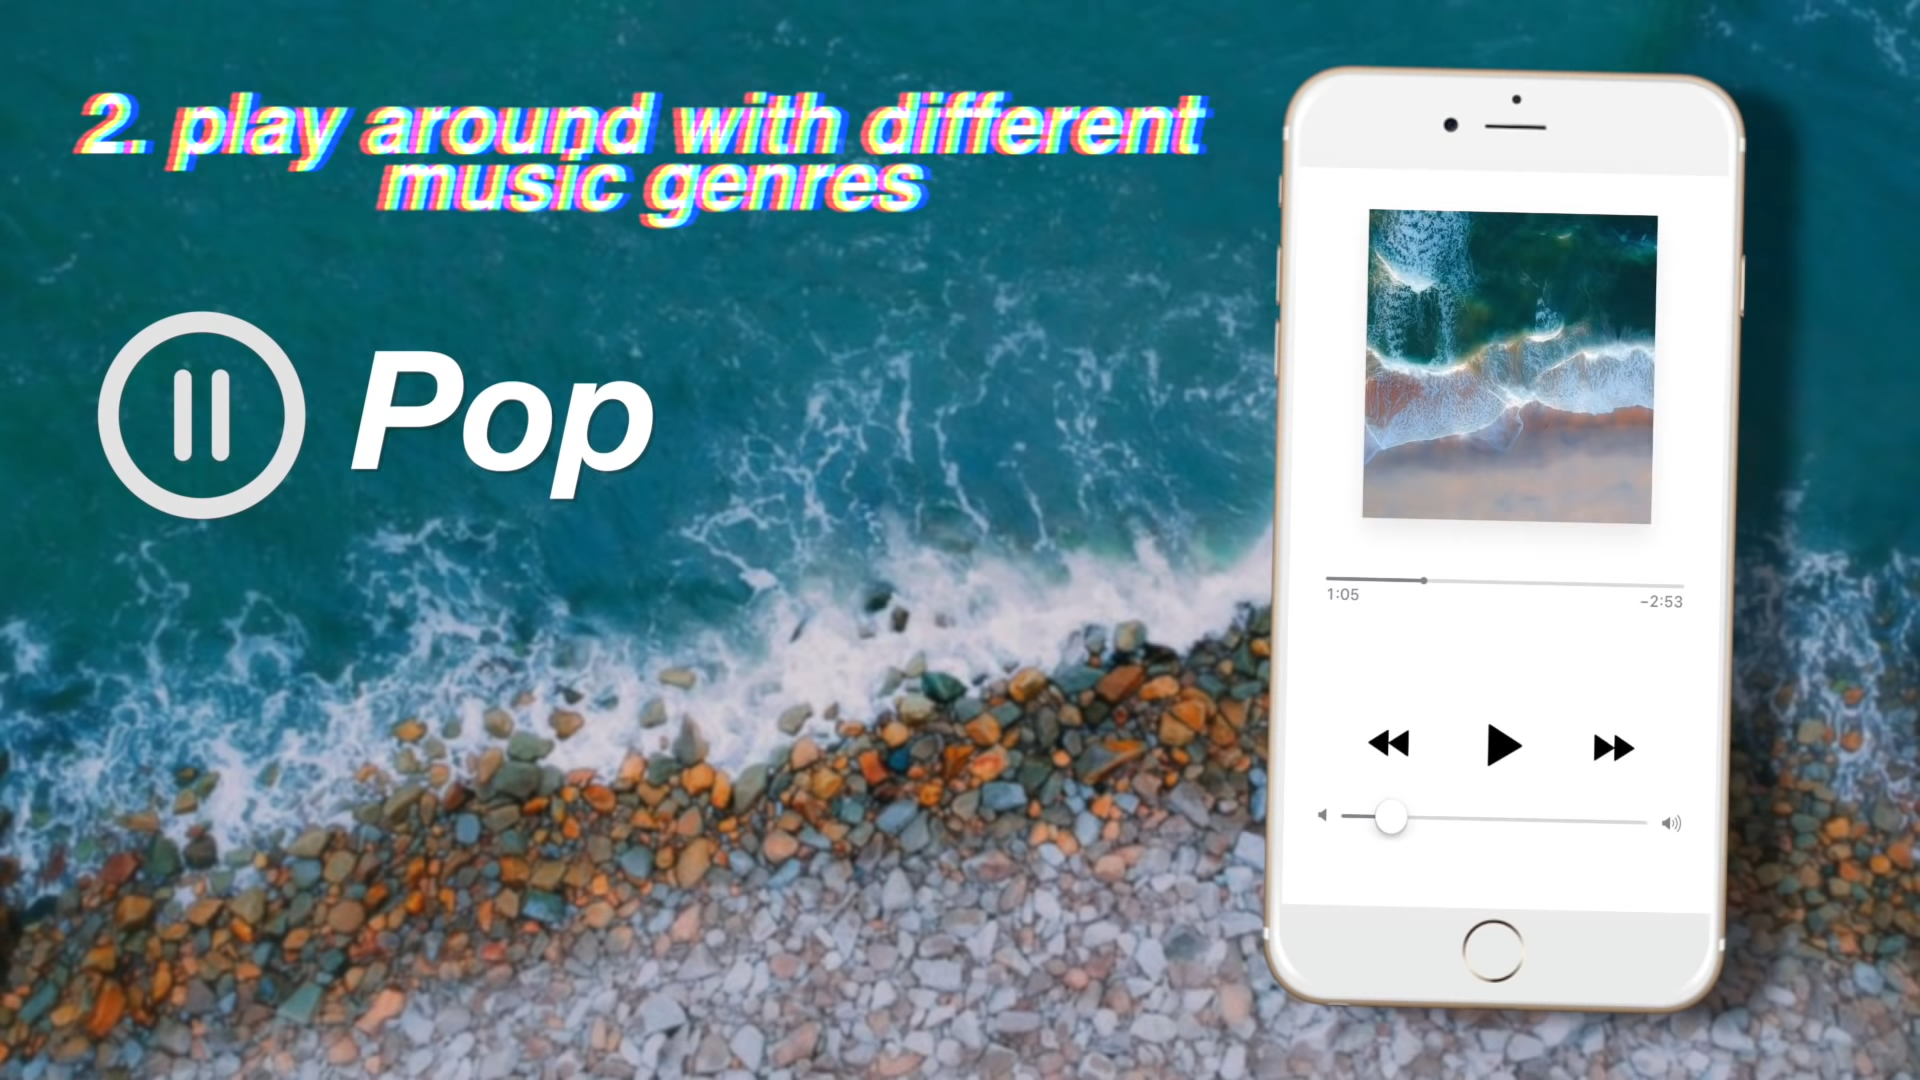 2. play around with different
music genres
Pop
1:05
−2:53